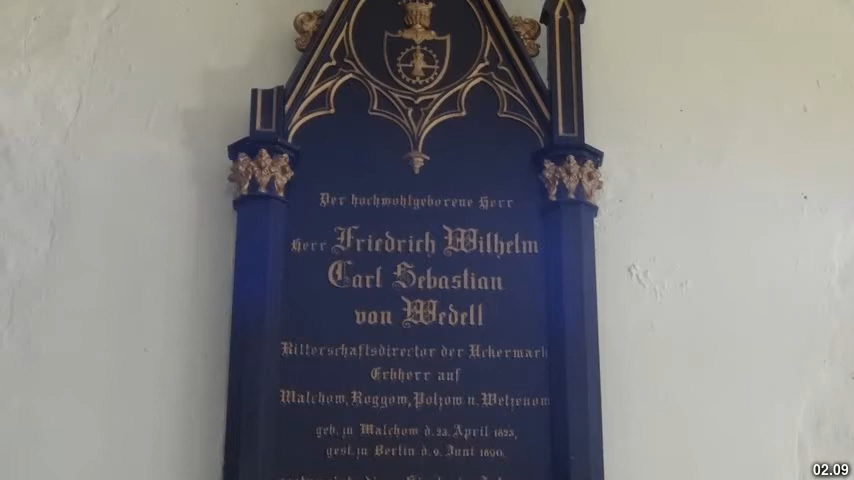 Der hochwohlgeborene Herr
Herr Friedrich Wilhelm
Carl Sebastian
von Wedell
Ritterschaftsdirector der Uckermark
Erbherr auf
Malchow, Roggow, Polzow u. Wetzenow
geb. zu Malchow d. 23. April 1823,
gest. zu Berlin d. 9. Juni 1890.
02.09